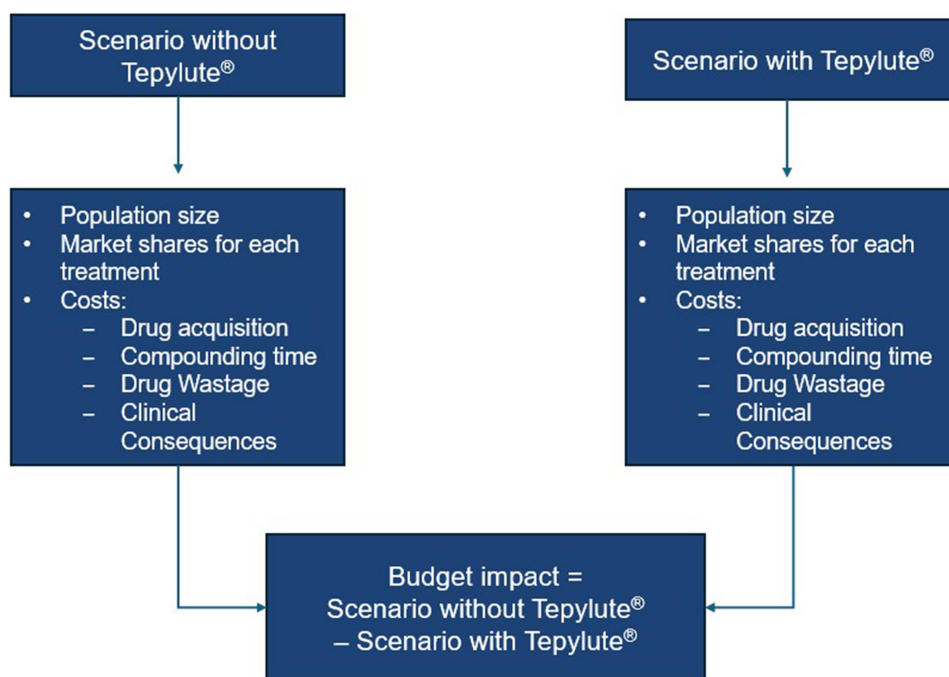 Scenario without
Tepylute®
Scenario with Tepylute®
• Population size
• Market shares for each
treatment
• Costs:
– Drug acquisition
– Compounding time
– Drug Wastage
– Clinical
Consequences
• Population size
• Market shares for each
treatment
• Costs:
– Drug acquisition
– Compounding time
– Drug Wastage
– Clinical
Consequences
Budget impact =
Scenario without Tepylute®
– Scenario with Tepylute®